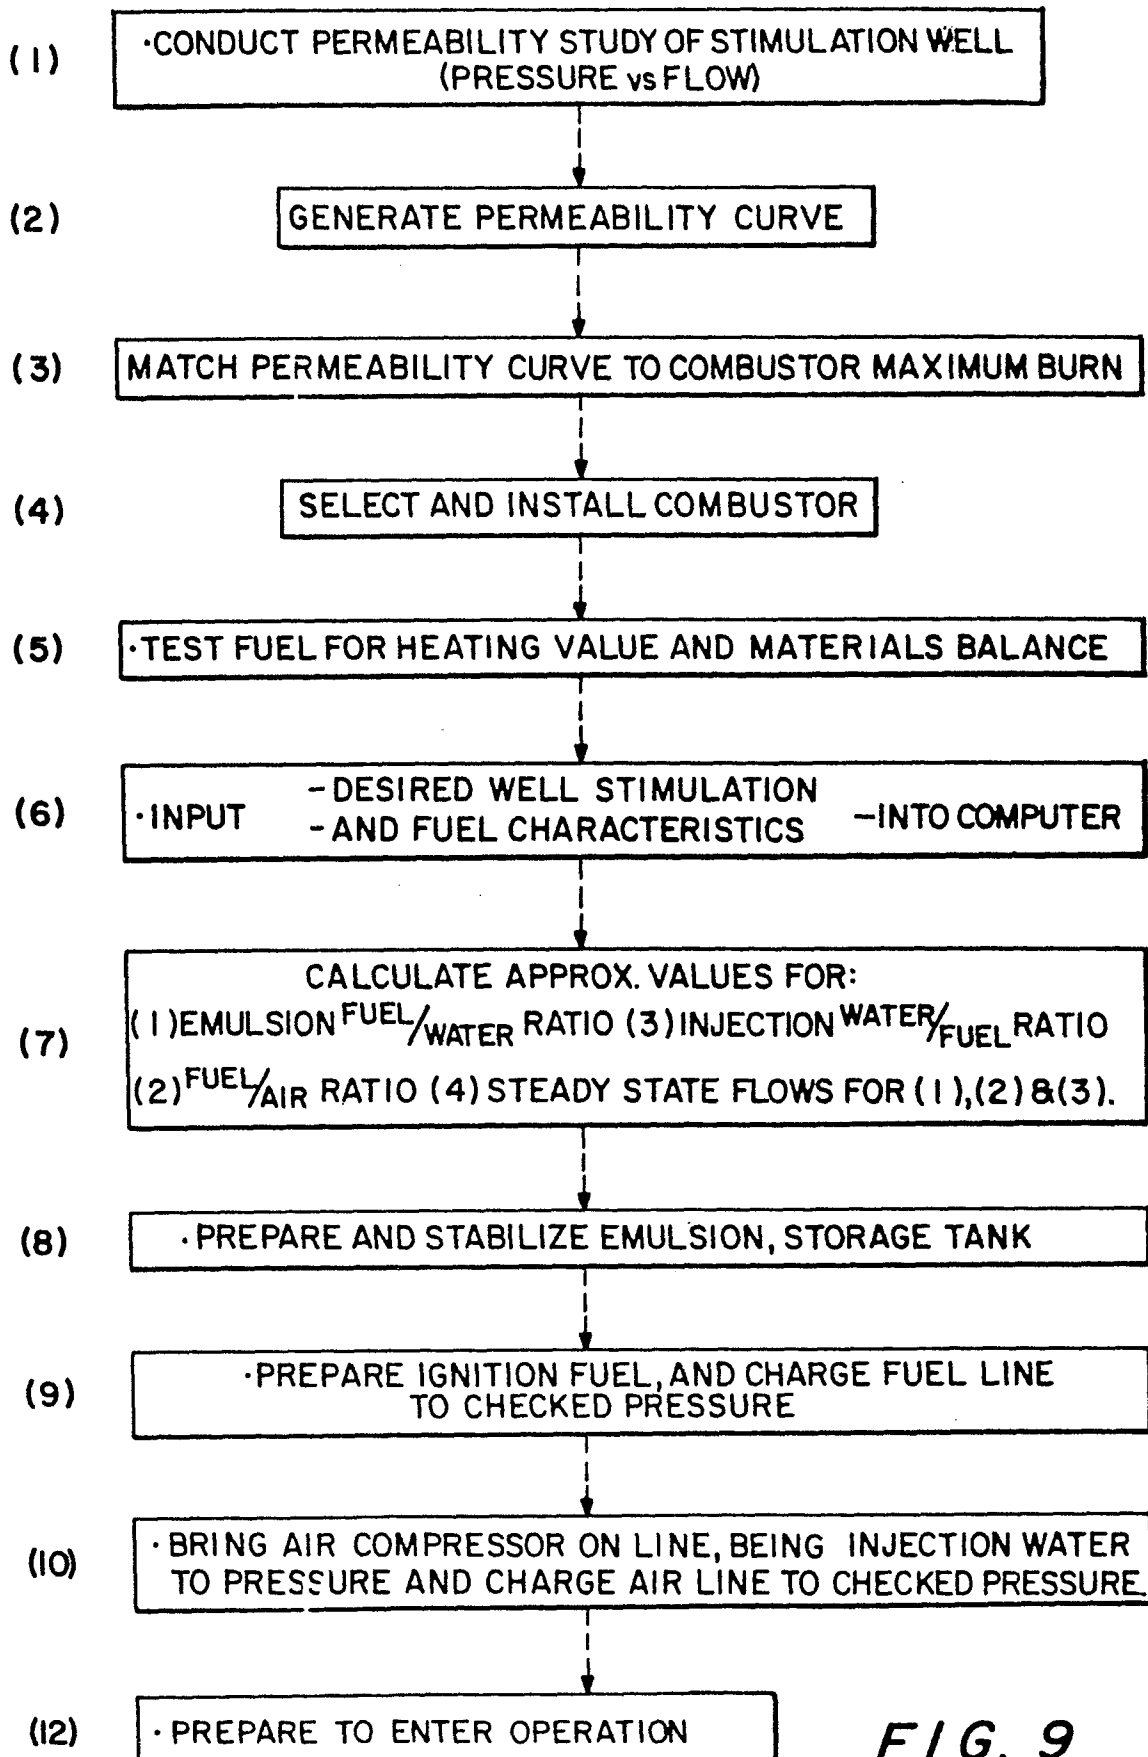 (1) ·CONDUCT PERMEABILITY STUDY OF STIMULATION WELL
(PRESSURE vs FLOW)
(2) GENERATE PERMEABILITY CURVE
(3) MATCH PERMEABILITY CURVE TO COMBUSTOR MAXIMUM BURN
(4) SELECT AND INSTALL COMBUSTOR
(5) ·TEST FUEL FOR HEATING VALUE AND MATERIALS BALANCE
(6) ·INPUT
-DESIRED WELL STIMULATION
-AND FUEL CHARACTERISTICS
-INTO COMPUTER
(7) CALCULATE APPROX. VALUES FOR:
(1) EMULSION FUEL/WATER RATIO (3) INJECTION WATER/FUEL RATIO
(2) FUEL/AIR RATIO (4) STEADY STATE FLOWS FOR (1),(2) &(3).
(8) ·PREPARE AND STABILIZE EMULSION, STORAGE TANK
(9) ·PREPARE IGNITION FUEL, AND CHARGE FUEL LINE
TO CHECKED PRESSURE
(10) ·BRING AIR COMPRESSOR ON LINE, BEING INJECTION WATER
TO PRESSURE AND CHARGE AIR LINE TO CHECKED PRESSURE.
(12) ·PREPARE TO ENTER OPERATION
FIG. 9